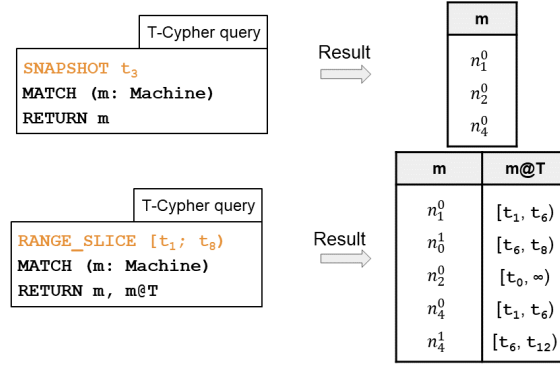 T-Cypher query
SNAPSHOT t₃
MATCH (m: Machine)
RETURN m
Result
m
n₁⁰
n₂⁰
n₄⁰
T-Cypher query
RANGE_SLICE [t₁; t₈)
MATCH (m: Machine)
RETURN m, m@T
Result
m m@T
n₁⁰ [t₁, t₆)
n₀¹ [t₆, t₈)
n₂⁰ [t₀, ∞)
n₄⁰ [t₁, t₆)
n₄¹ [t₆, t₁₂)